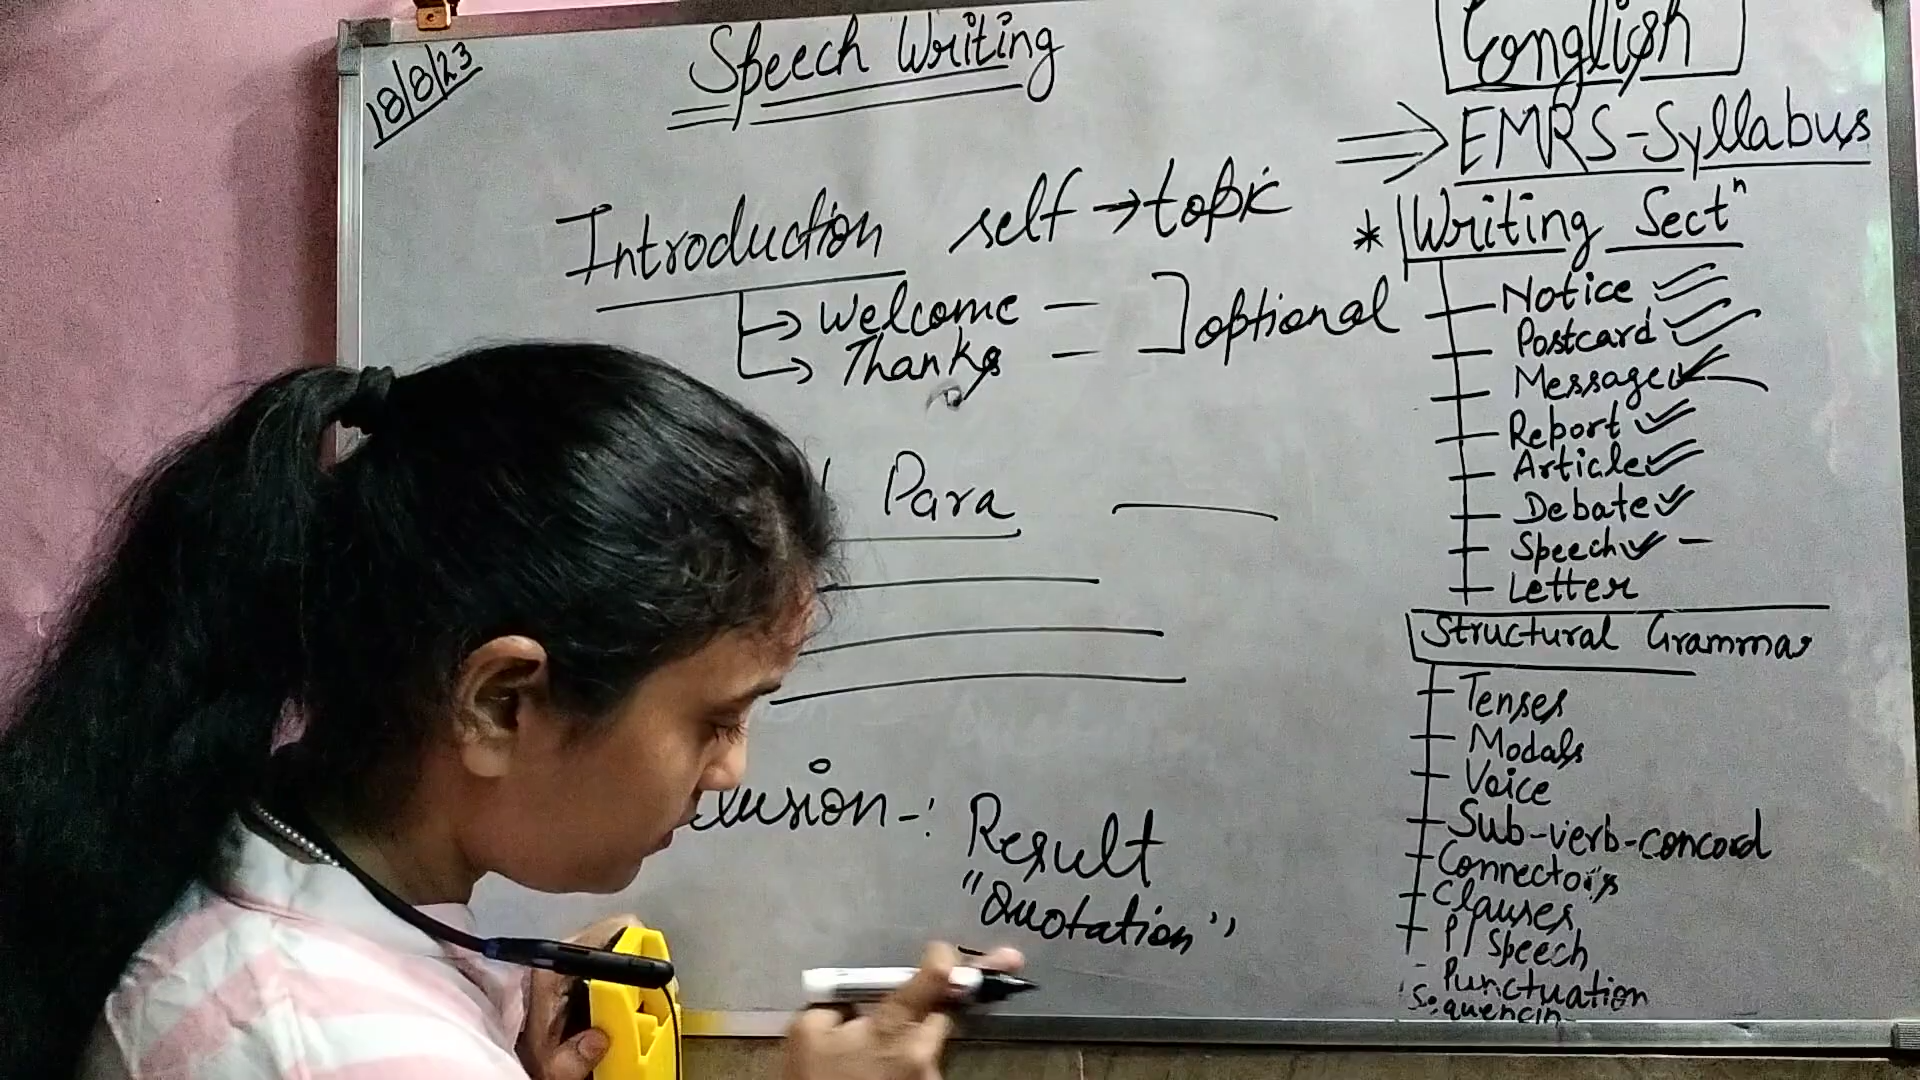 18/8/23
Speech Writing
Introduction self → topic
→ Welcome —
→ Thanks —
] optional
Para
lusion -:
Result
"Quotation"
English
⇒ EMRS-Syllabus
* Writing Sectⁿ
Notice
Postcard
Message
Report
Article
Debate
Speech
Letter
Structural Grammar
Tenses
Modals
Voice
Sub-verb-concord
Connectors
Clauses
P/Speech
Punctuation